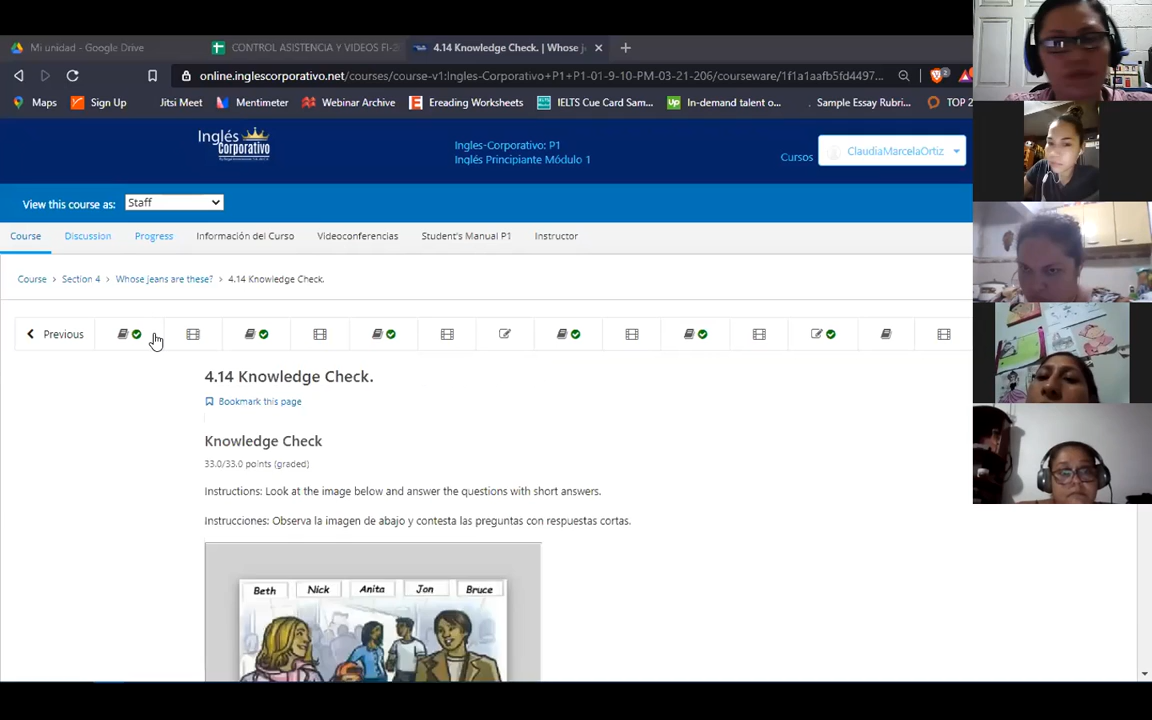 Mi unidad - Google Drive
CONTROL ASISTENCIA Y VIDEOS FI-2
4.14 Knowledge Check. | Whose j
online.inglescorporativo.net/courses/course-v1:Ingles-Corporativo+P1+P1-01-9-10-PM-03-21-206/courseware/1f1a1aafb5fd4497...
Maps
Sign Up
Jitsi Meet
Mentimeter
Webinar Archive
Ereading Worksheets
IELTS Cue Card Sam...
In-demand talent o...
Sample Essay Rubri...
TOP 2
Inglés
Corporativo
Ingles-Corporativo: P1
Inglés Principiante Módulo 1
Cursos
ClaudiaMarcelaOrtiz
View this course as:
Staff
Course
Discussion
Progress
Información del Curso
Videoconferencias
Student's Manual P1
Instructor
Course > Section 4 > Whose jeans are these? > 4.14 Knowledge Check.
Previous
4.14 Knowledge Check.
Bookmark this page
Knowledge Check
33.0/33.0 points (graded)
Instructions: Look at the image below and answer the questions with short answers.
Instrucciones: Observa la imagen de abajo y contesta las preguntas con respuestas cortas.
Beth
Nick
Anita
Jon
Bruce